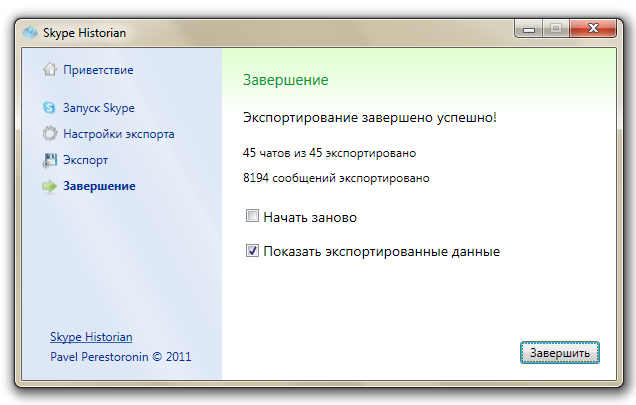 Skype Historian
Приветствие
Запуск Skype
Настройки экспорта
Экспорт
Завершение
Skype Historian
Pavel Perestoronin © 2011
Завершение
Экспортирование завершено успешно!
45 чатов из 45 экспортировано
8194 сообщений экспортировано
Начать заново
Показать экспортированные данные
Завершить